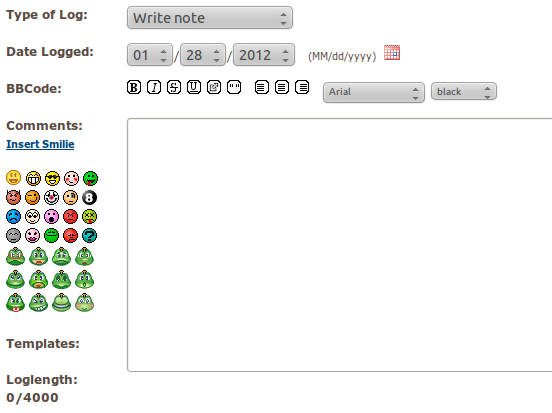 Type of Log: Write note
Date Logged: 01 / 28 / 2012 (MM/dd/yyyy)
BBCode: B I S U " " Arial black
Comments:
Insert Smilie
8
?
Templates:
Loglength:
0/4000